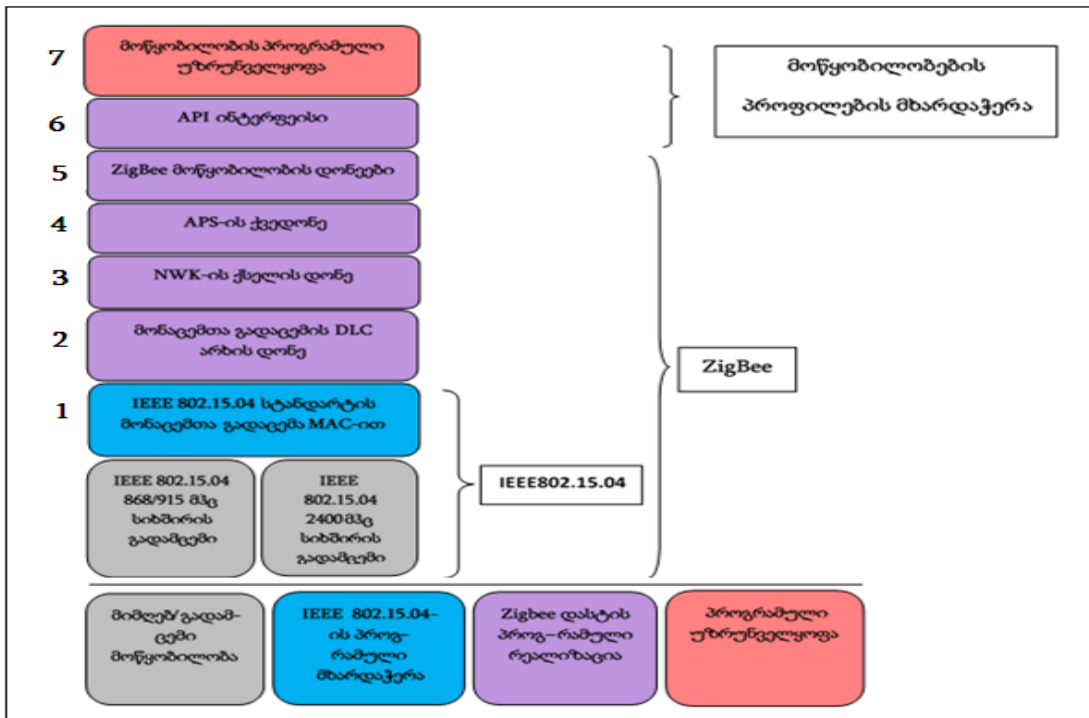 7
მოწყობილობის პროგრამული
უზრუნველყოფა
6
API ინტერფეისი
5
ZigBee მოწყობილობის დონეები
4
APS-ის ქვედონე
3
NWK-ის ქსელის დონე
2
მონაცემთა გადაცემის DLC
არხის დონე
1
IEEE 802.15.04 სტანდარტის
მონაცემთა გადაცემა MAC-ით
IEEE 802.15.04
868/915 მჰც
სიხშირის
გადამცემი
IEEE
802.15.04
2400 მჰც
სიხშირის
გადამცემი
მოწყობილობების
პროფილების მხარდაჭერა
ZigBee
IEEE802.15.04
მიმღებ/გადამ-
ცემი
მოწყობილობა
IEEE 802.15.04-
ის პროგ-
რამული
მხარდაჭერა
Zigbee დასტის
პროგ-რამული
რეალიზაცია
პროგრამული
უზრუნველყოფა